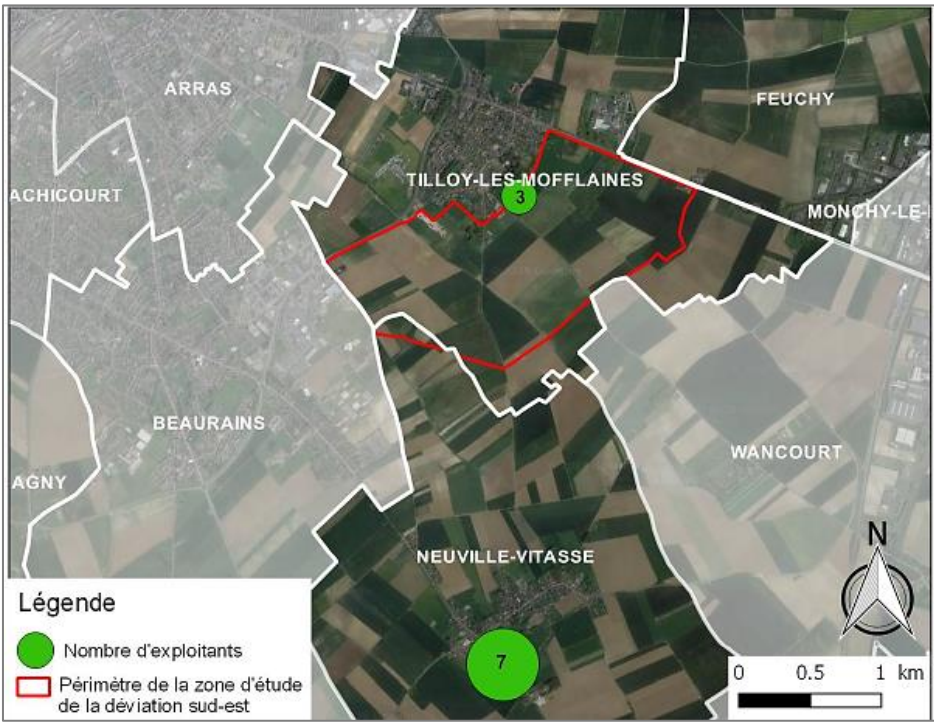 ARRAS
FEUCHY
ACHICOURT
TILLOY-LES-MOFFLAINES
3
MONCHY-LE-
BEAURAINS
WANCOURT
AGNY
NEUVILLE-VITASSE
7
N
Légende
Nombre d'exploitants
Périmètre de la zone d'étude
de la déviation sud-est
0 0.5 1 km